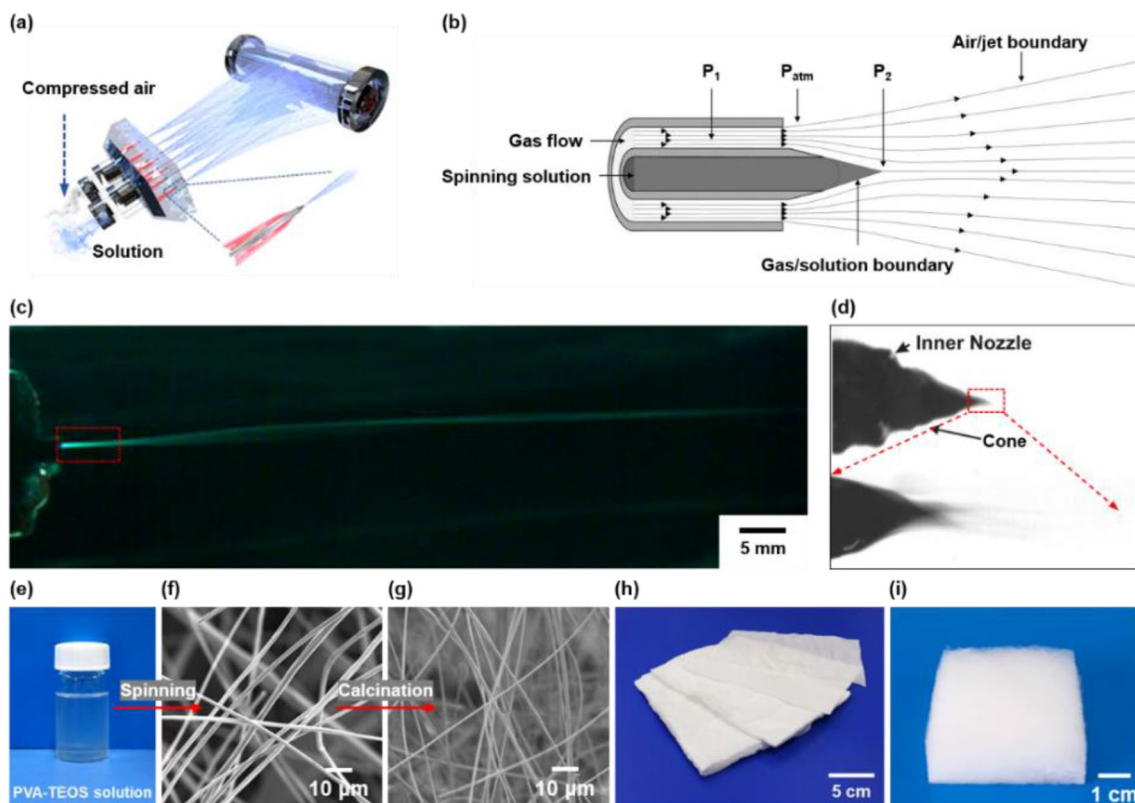 (a)
Compressed air
Solution
(b)
Air/jet boundary
P1
Patm
P2
Gas flow
Spinning solution
Gas/solution boundary
(c)
5 mm
(d)
Inner Nozzle
Cone
(e)
PVA-TEOS solution
Spinning
(f)
10 μm
Calcination
(g)
10 μm
(h)
5 cm
(i)
1 cm